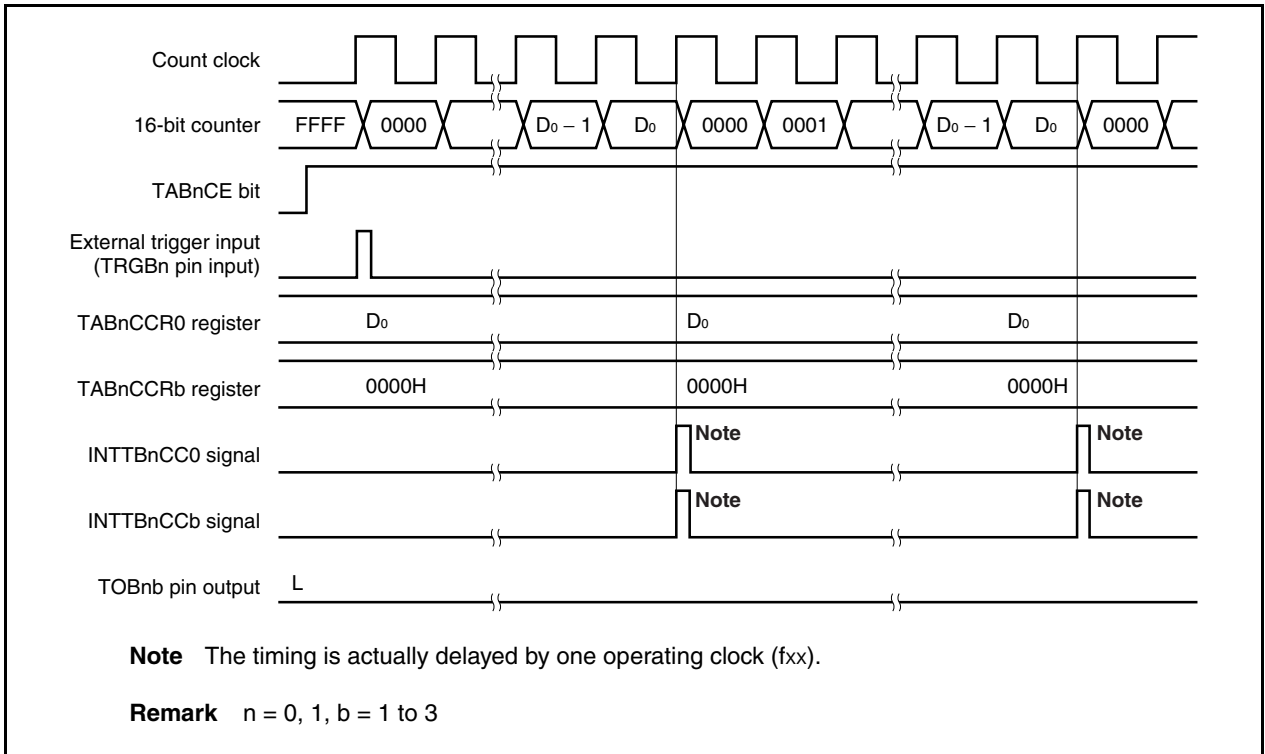 Count clock
16-bit counter FFFF 0000 D0 − 1 D0 0000 0001 D0 − 1 D0 0000
TABnCE bit
External trigger input
(TRGBn pin input)
TABnCCR0 register D0 D0 D0
TABnCCRb register 0000H 0000H 0000H
INTTBnCC0 signal Note Note
INTTBnCCb signal Note Note
TOBnb pin output L
Note The timing is actually delayed by one operating clock (fxx).
Remark n = 0, 1, b = 1 to 3